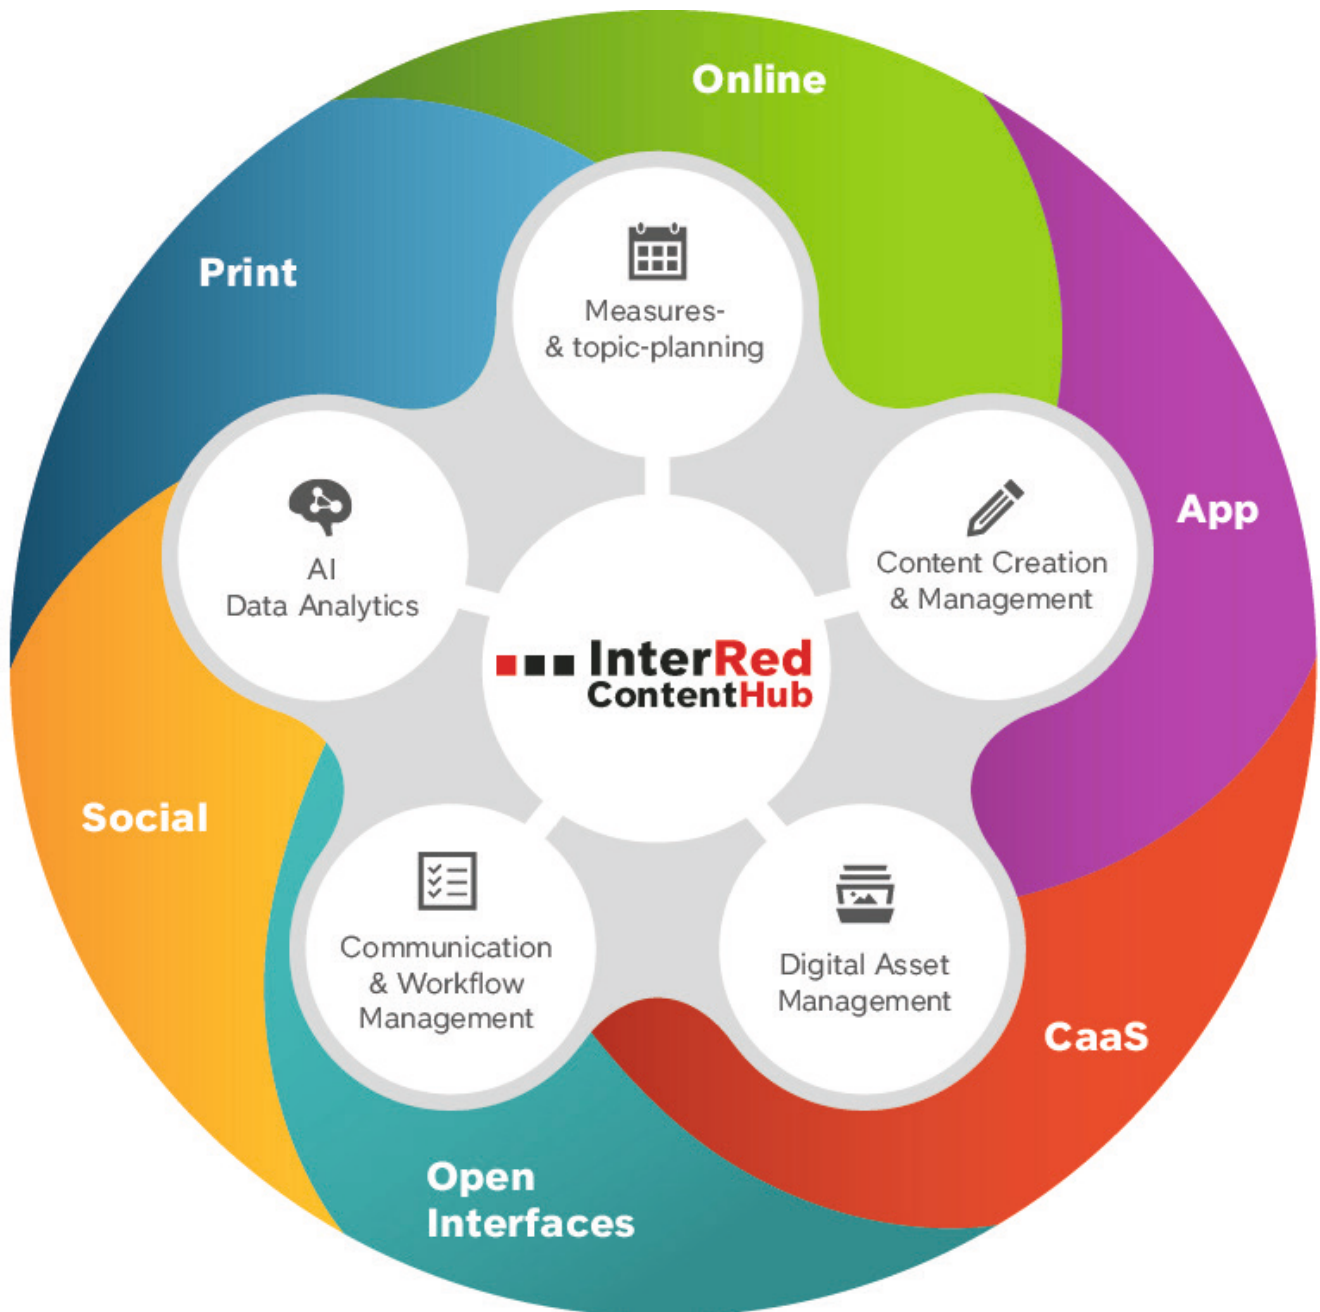 Online
Print
Measures-
& topic-planning
App
AI
Data Analytics
Content Creation
& Management
InterRed
ContentHub
Social
Communication
& Workflow
Management
Digital Asset
Management
CaaS
Open
Interfaces